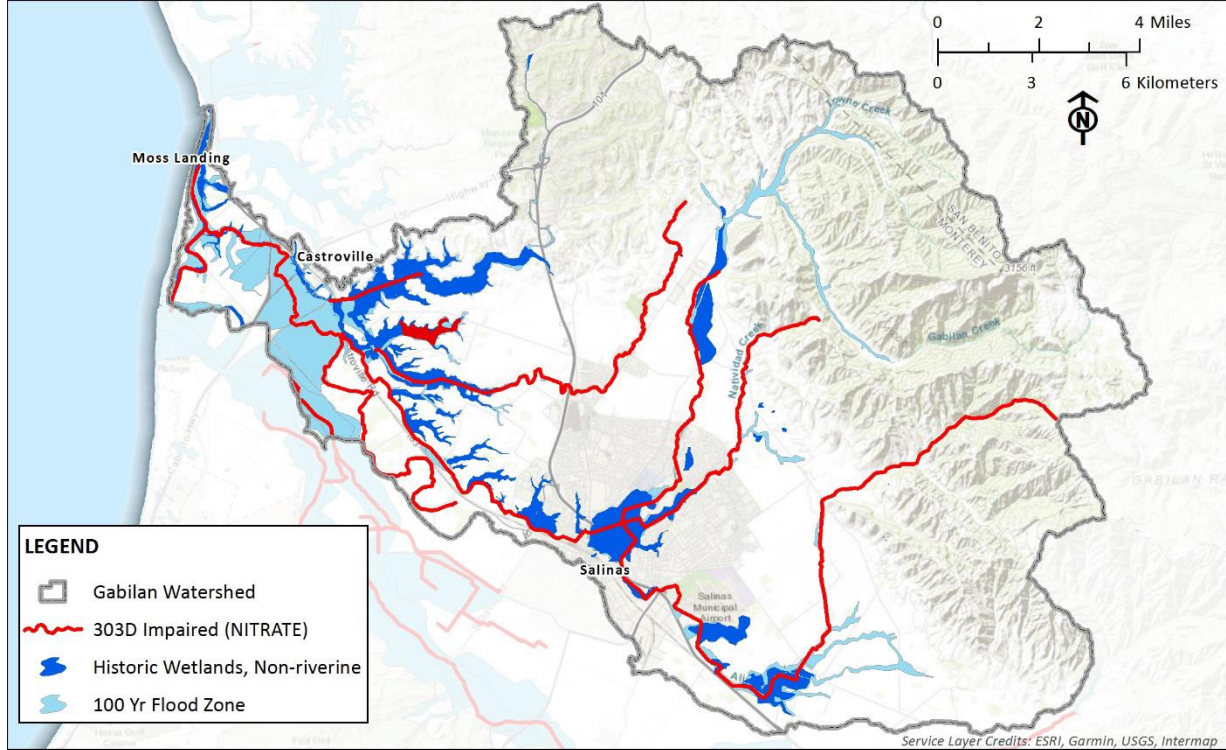 0 2 4 Miles
0 3 6 Kilometers
N
101
Towne Creek
Moss Landing
Highway
Castroville
SAN BENITO
MONTEREY
3156 ft
Gabilan Creek
Natividad Creek
Salinas
Salinas
Municipal
Airport
LEGEND
Gabilan Watershed
303D Impaired (NITRATE)
Historic Wetlands, Non-riverine
100 Yr Flood Zone
Service Layer Credits: ESRI, Garmin, USGS, Intermap